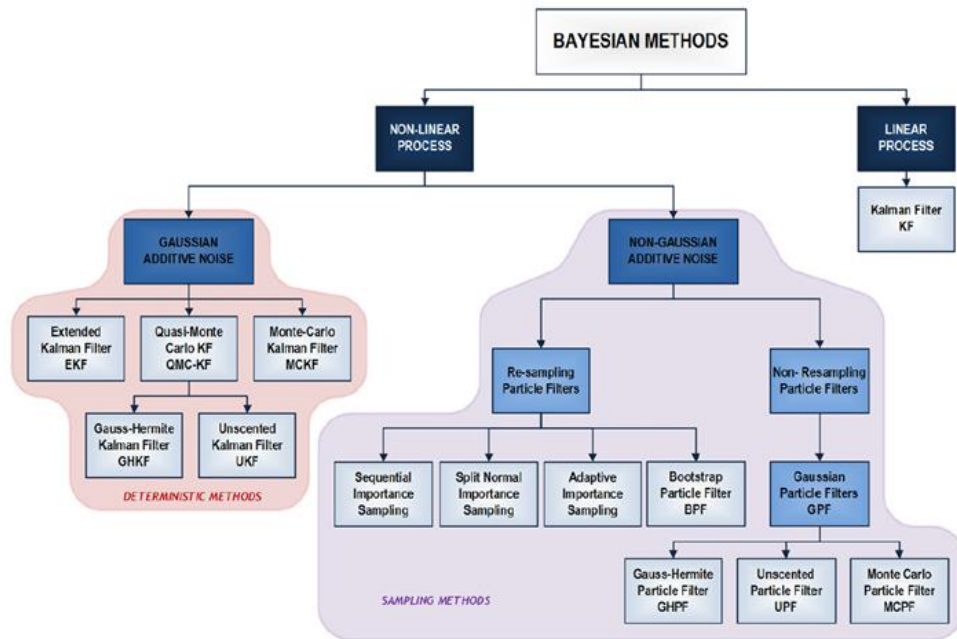 BAYESIAN METHODS
NON-LINEAR
PROCESS
LINEAR
PROCESS
Kalman Filter
KF
GAUSSIAN
ADDITIVE NOISE
NON-GAUSSIAN
ADDITIVE NOISE
Extended
Kalman Filter
EKF
Quasi-Monte
Carlo KF
QMC-KF
Monte-Carlo
Kalman Filter
MCKF
Re-sampling
Particle Filters
Non- Resampling
Particle Filters
Gauss-Hermite
Kalman Filter
GHKF
Unscented
Kalman Filter
UKF
DETERMINISTIC METHODS
Sequential
Importance
Sampling
Split Normal
Importance
Sampling
Adaptive
Importance
Sampling
Bootstrap
Particle Filter
BPF
Gaussian
Particle Filters
GPF
Gauss-Hermite
Particle Filter
GHPF
Unscented
Particle Filter
UPF
Monte Carlo
Particle Filter
MCPF
SAMPLING METHODS